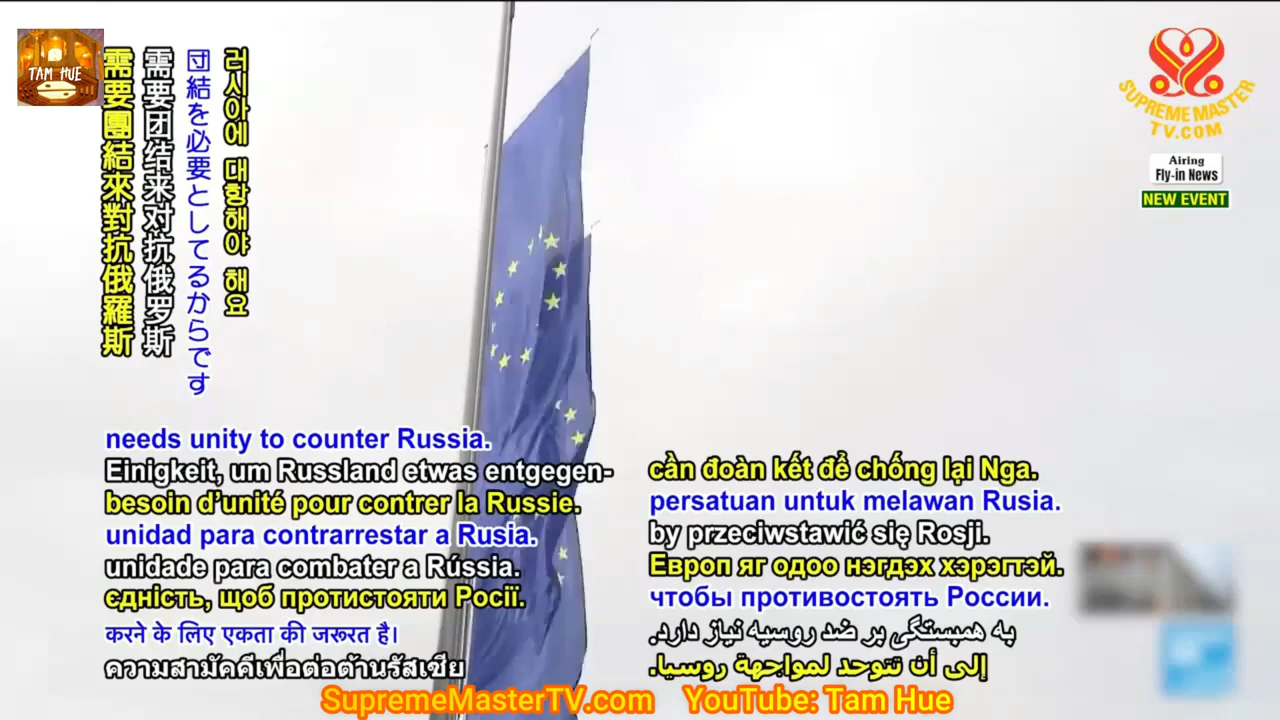 TAM HUE
需要團結來對抗俄羅斯
需要团结来对抗俄罗斯
団結を必要としてるからです
러시아에 대항해야 해요
SUPREME MASTER
TV.COM
Airing
Fly-in News
NEW EVENT
needs unity to counter Russia.
Einigkeit, um Russland etwas entgegen-
besoin d’unité pour contrer la Russie.
unidad para contrarrestar a Rusia.
unidade para combater a Rússia.
єдність, щоб протистояти Росії.
करने के लिए एकता की जरूरत है।
ความสามัคคีเพื่อต่อต้านรัสเซีย
cần đoàn kết để chống lại Nga.
persatuan untuk melawan Rusia.
by przeciwstawić się Rosji.
Европ яг одоо нэгдэх хэрэгтэй.
чтобы противостоять России.
به همبستگی بر ضد روسیه نیاز دارد.
إلى أن تتوحد لمواجهة روسيا.
SupremeMasterTV.com YouTube: Tam Hue